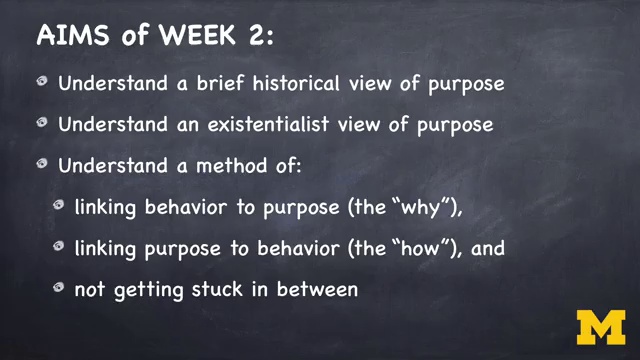 AIMS of WEEK 2:
Understand a brief historical view of purpose
Understand an existentialist view of purpose
Understand a method of:
linking behavior to purpose (the “why”),
linking purpose to behavior (the “how”), and
not getting stuck in between
M